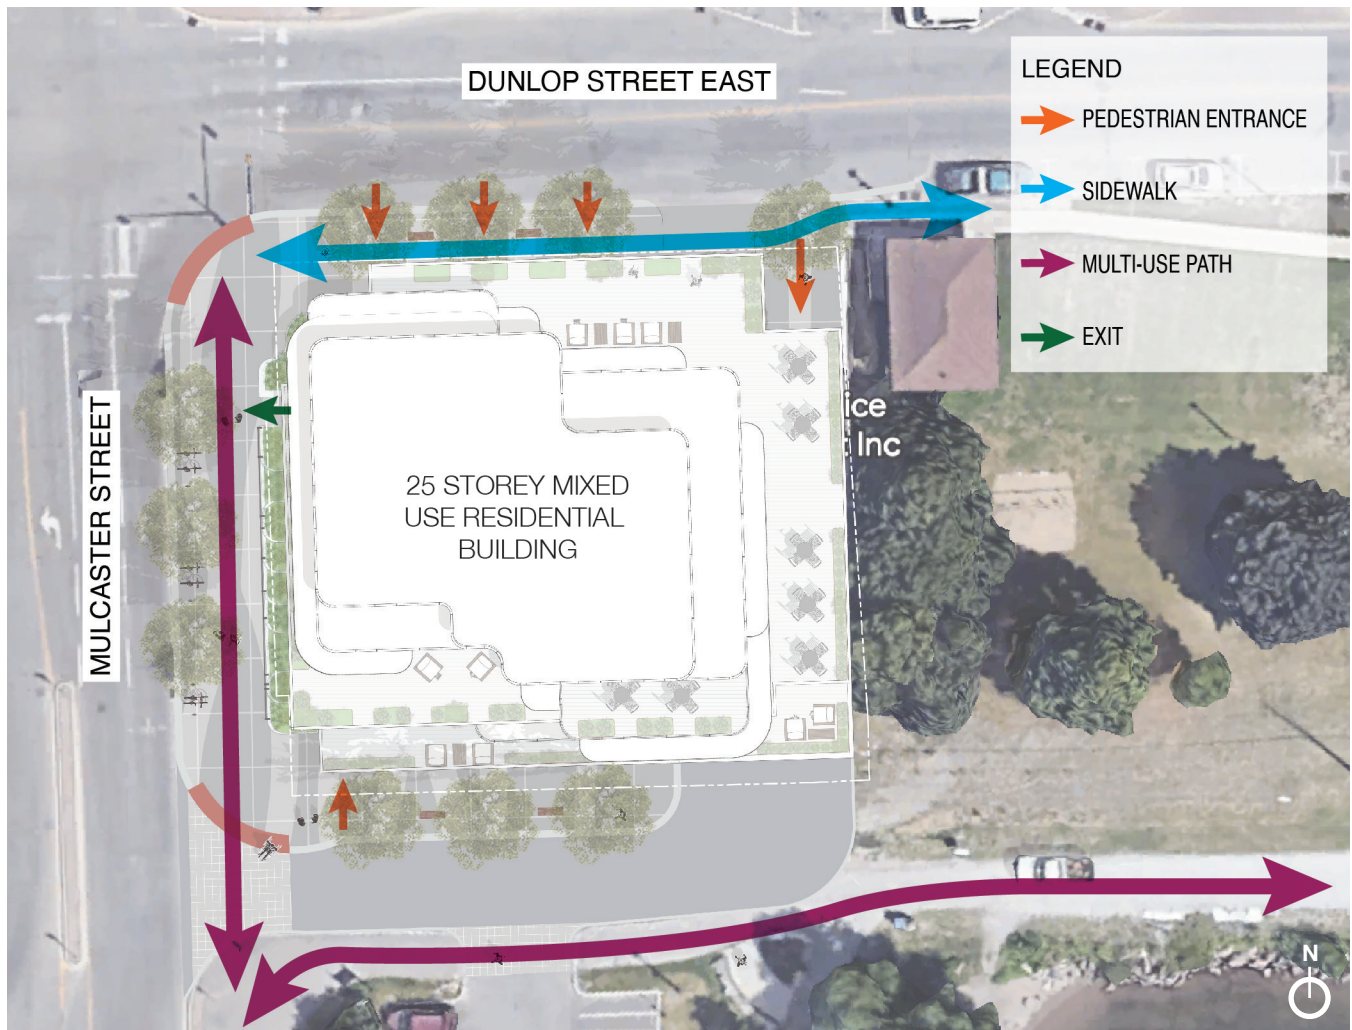 DUNLOP STREET EAST
LEGEND
PEDESTRIAN ENTRANCE
SIDEWALK
MULTI-USE PATH
EXIT
MULCASTER STREET
ice
: Inc
25 STOREY MIXED
USE RESIDENTIAL
BUILDING
N